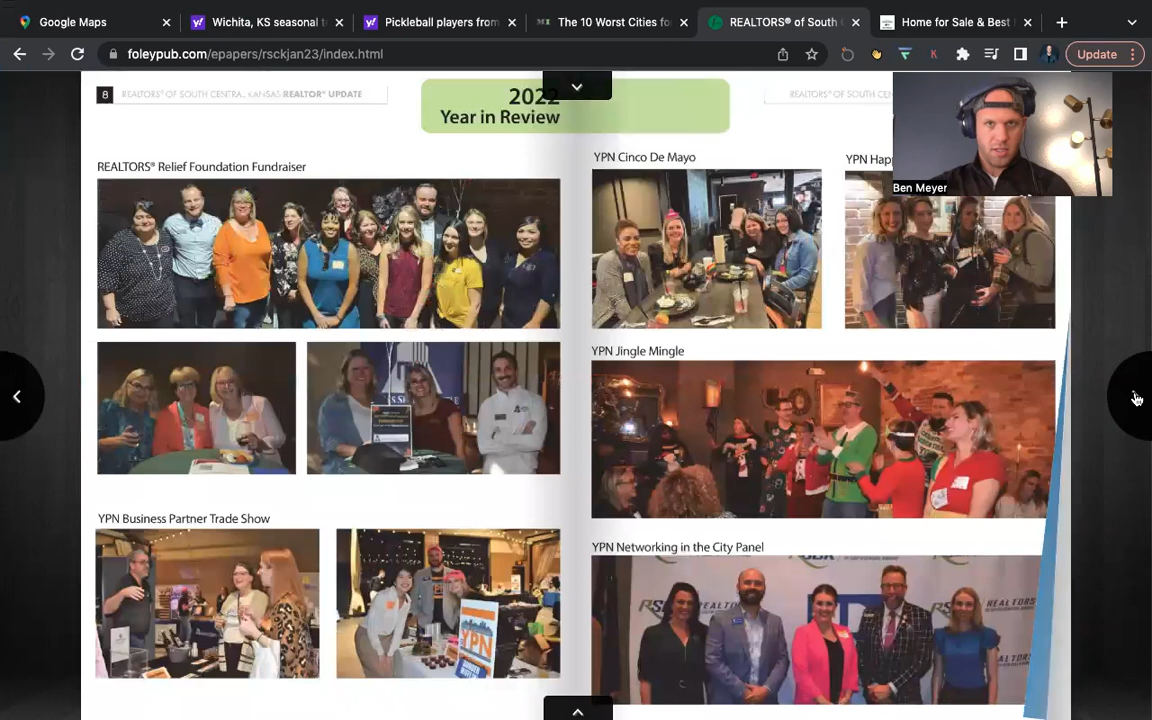 Google Maps
Wichita, KS seasonal t
Pickleball players from
The 10 Worst Cities fo
REALTORS® of South C
Home for Sale & Best
foleypub.com/epapers/rsckjan23/index.html
Update
8
REALTORS® OF SOUTH CENTRAL KANSAS REALTOR® UPDATE
2022
Year in Review
REALTORS® OF SOUTH CEN
Ben Meyer
REALTORS® Relief Foundation Fundraiser
YPN Cinco De Mayo
YPN Hap
YPN Jingle Mingle
YPN Business Partner Trade Show
YPN
YPN Networking in the City Panel
REALTORS